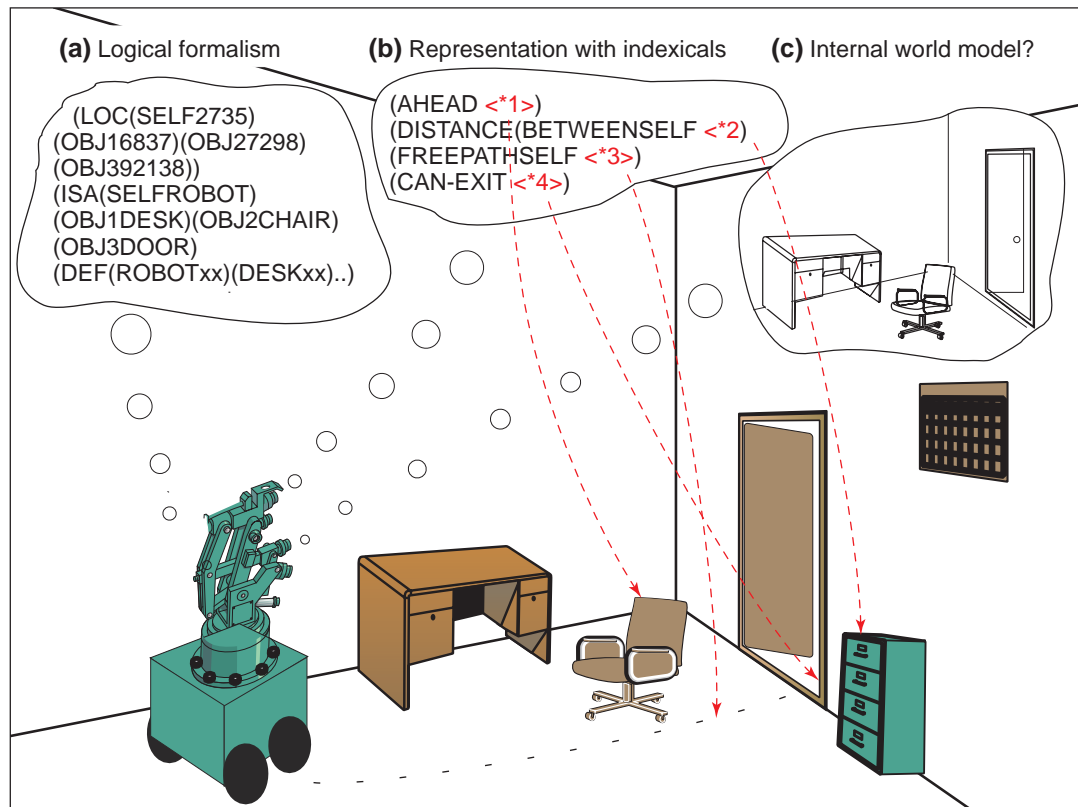 (a) Logical formalism
(LOC(SELF2735)
(OBJ16837)(OBJ27298)
(OBJ392138))
(ISA(SELFROBOT)
(OBJ1DESK)(OBJ2CHAIR)
(OBJ3DOOR)
(DEF(ROBOTxx)(DESKxx)..)
(b) Representation with indexicals
(AHEAD <*1>)
(DISTANCE(BETWEENSELF <*2)
(FREEPATHSELF <*3>)
(CAN-EXIT <*4>)
(c) Internal world model?